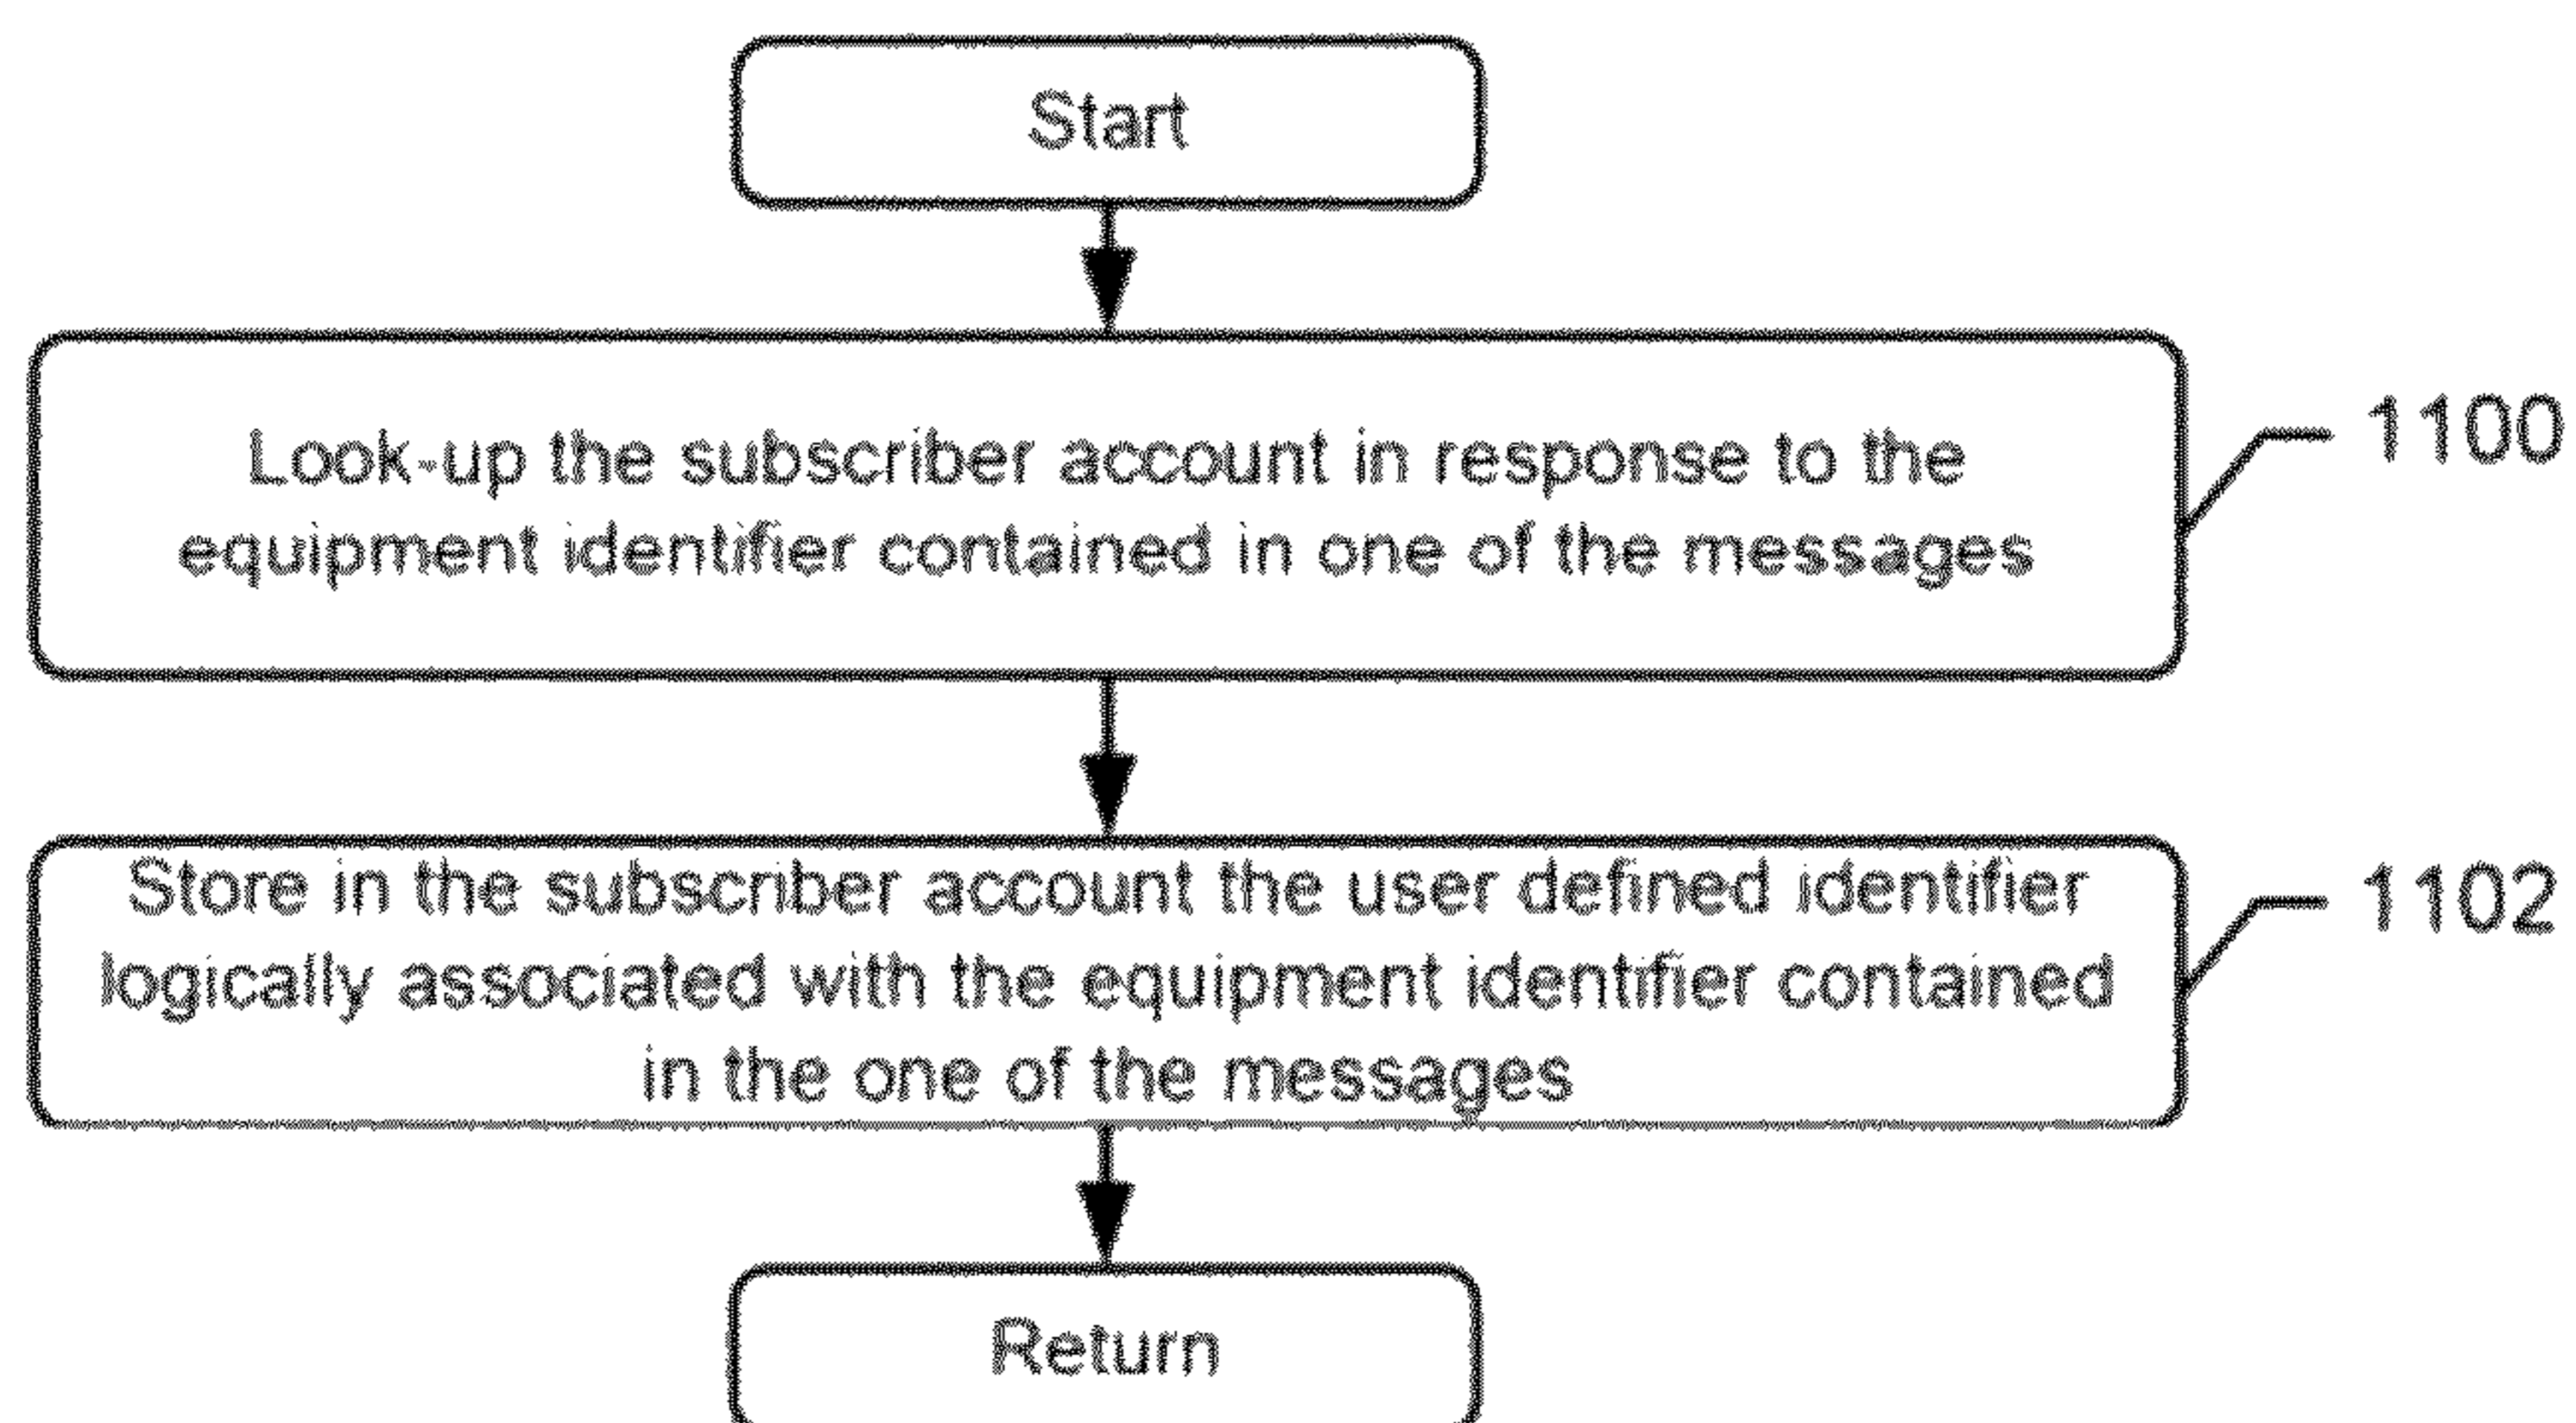 Start
Look-up the subscriber account in response to the
equipment identifier contained in one of the messages
1100
Store in the subscriber account the user defined identifier
logically associated with the equipment identifier contained
in the one of the messages
1102
Return